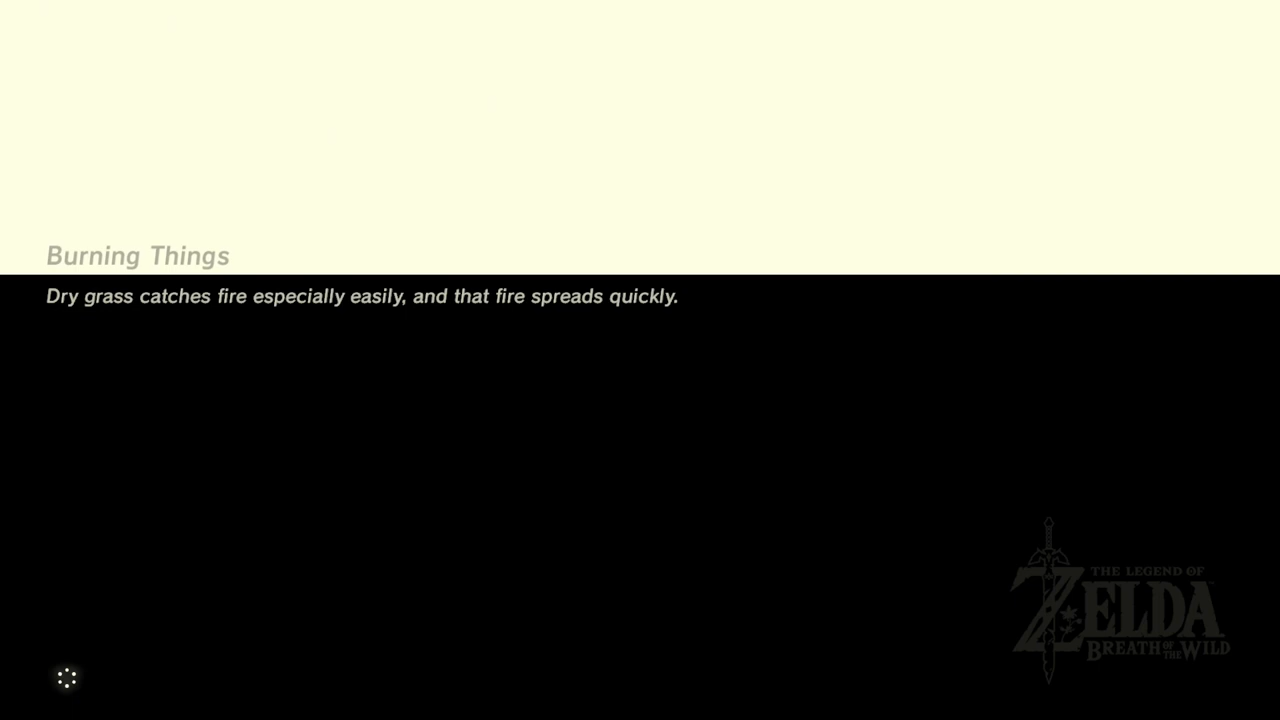 Burning Things
Dry grass catches fire especially easily, and that fire spreads quickly.
THE LEGEND OF
ZELDA
BREATH OF THE WILD